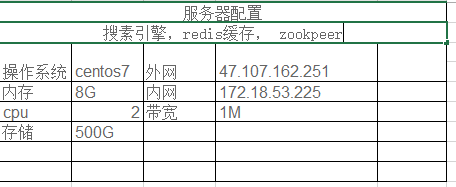 服务器配置
搜素引擎，redis缓存， zookpeer
操作系统 centos7 外网 47.107.162.251
内存 8G 内网 172.18.53.225
cpu 2 带宽 1M
存储 500G